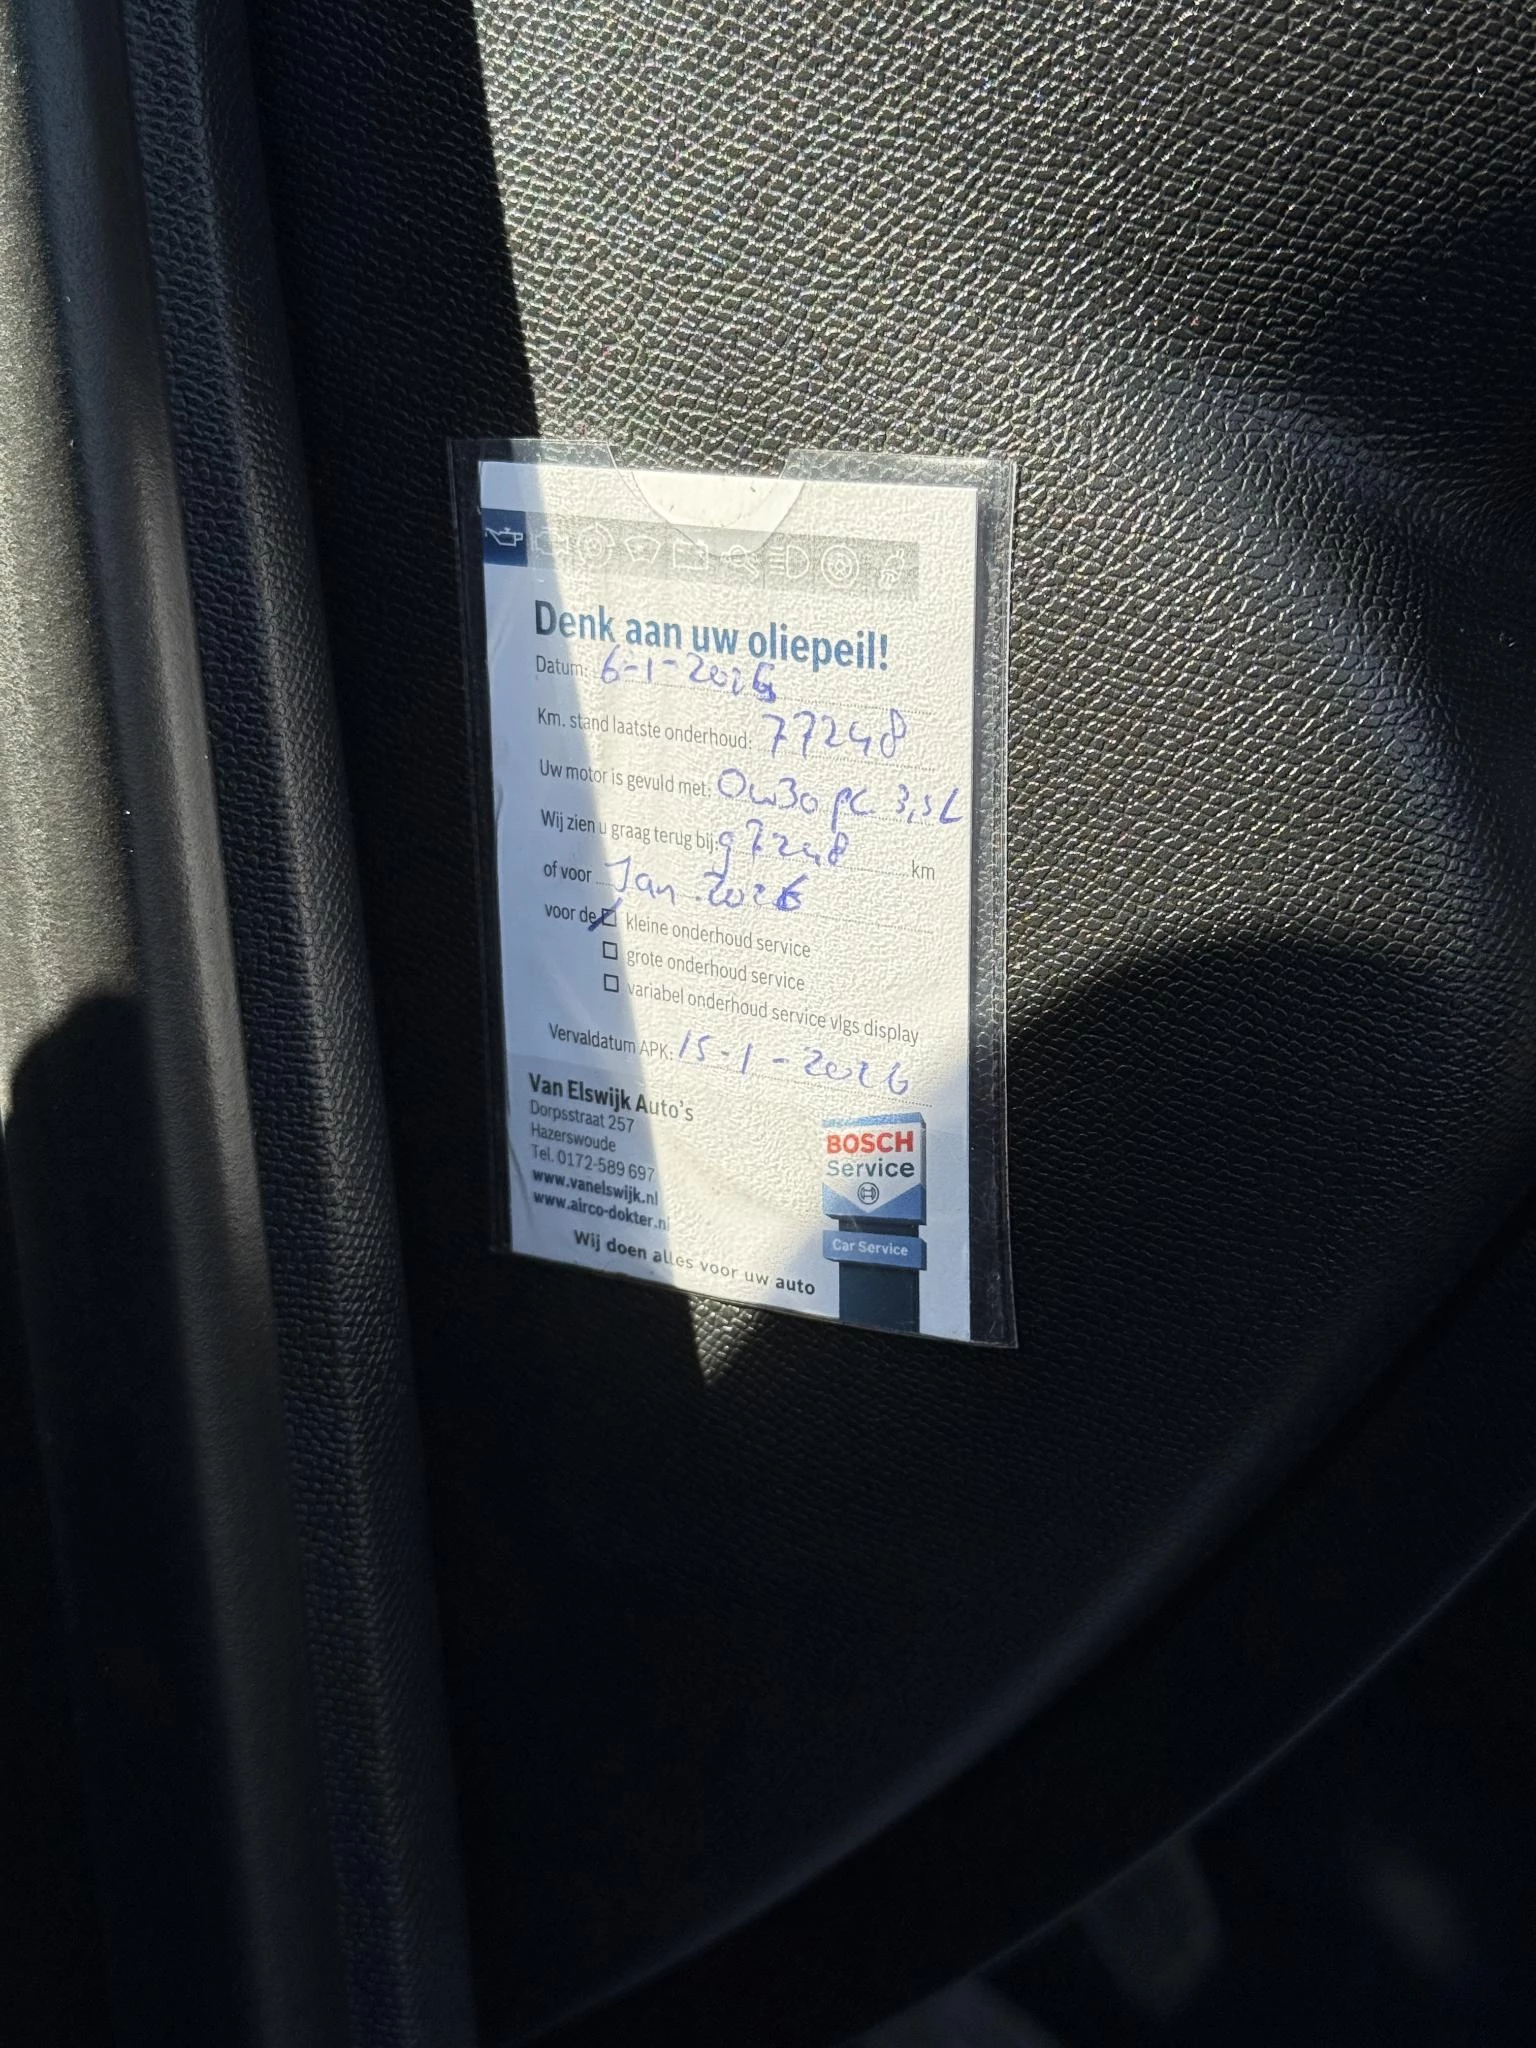 Denk aan uw oliepeil!
Datum: 6-1-2026
Km. stand laatste onderhoud: 77248
Uw motor is gevuld met: 0w30 3,5L
Wij zien u graag terug bij: 97248 km
of voor Jan. 2026
voor de kleine onderhoud service
grote onderhoud service
variabel onderhoud service vlgs display
Vervaldatum APK: 15-1-2026
Van Elswijk Auto's
Dorpsstraat 257
Hazerswoude
Tel. 0172-589 697
www.vanelswijk.nl
www.airco-dokter.nl
Wij doen alles voor uw auto
BOSCH
Service
Car Service